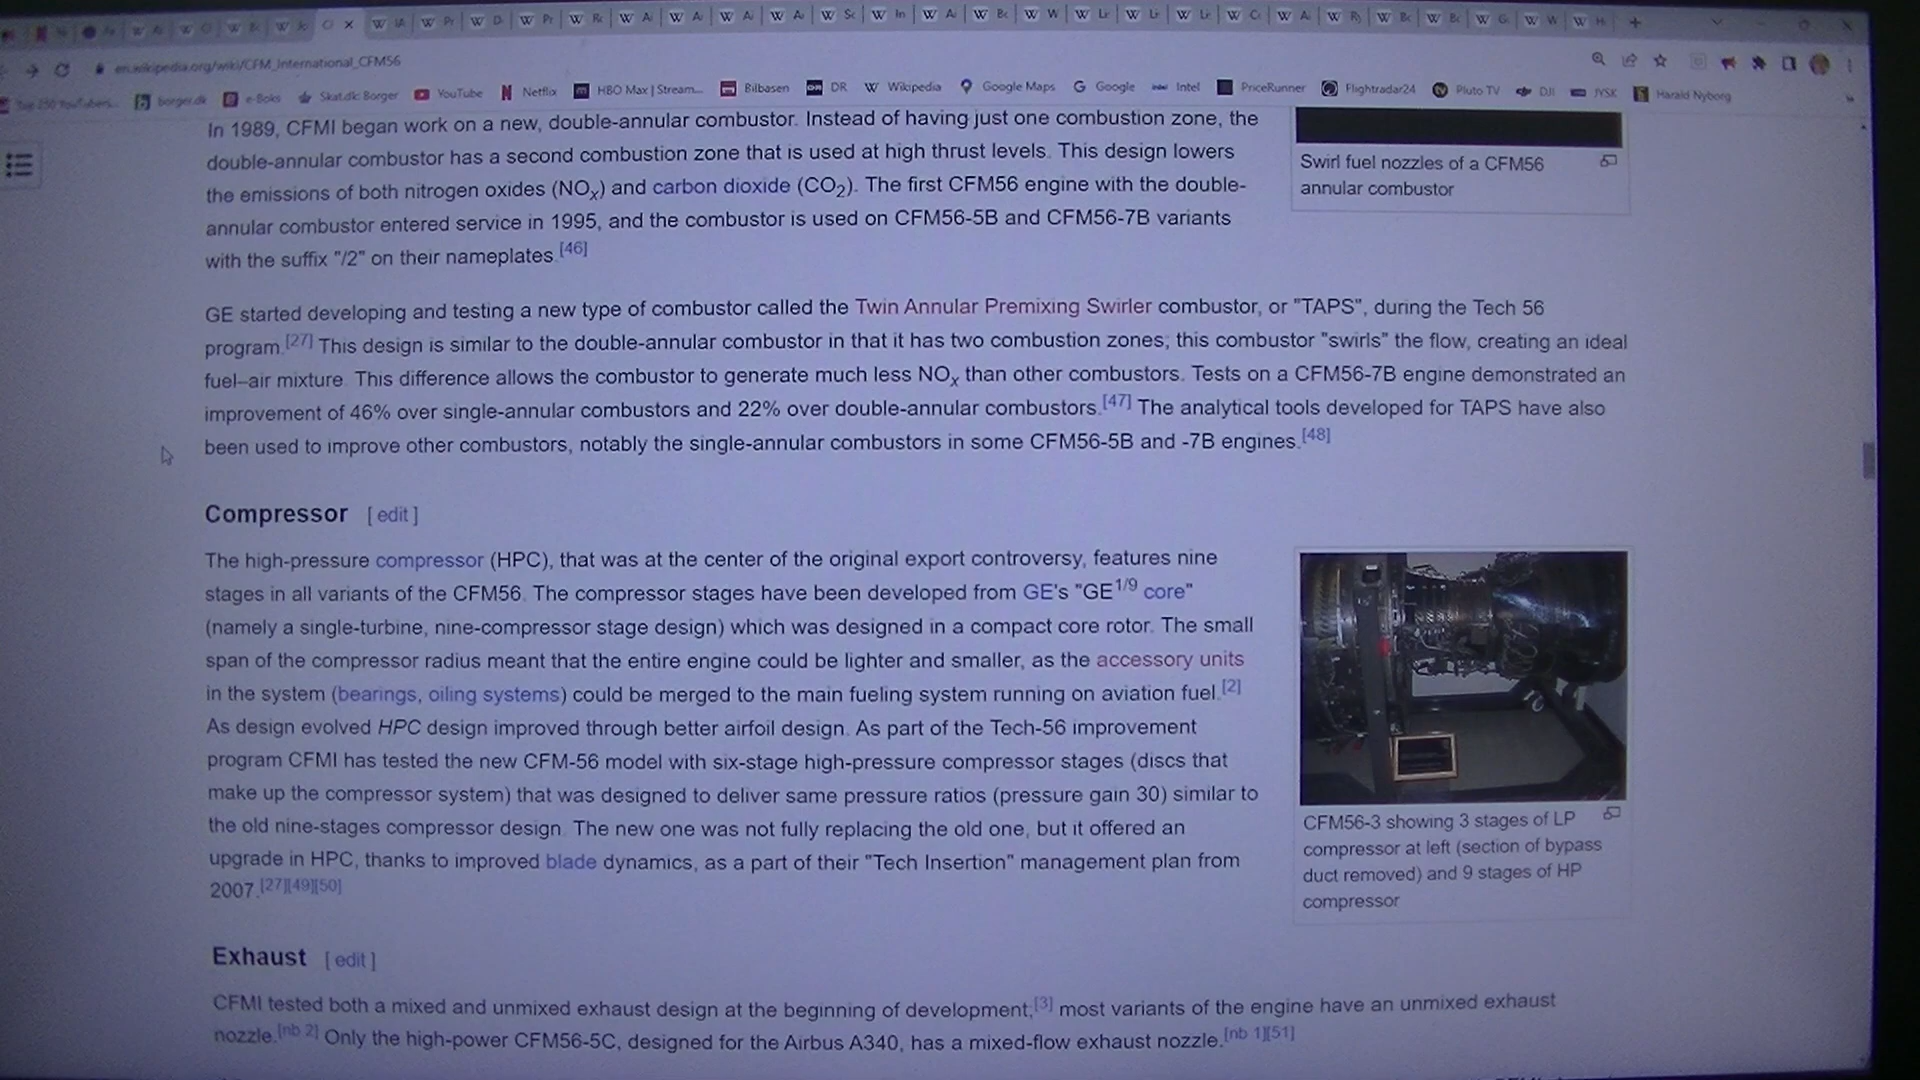 en.wikipedia.org/wiki/CFM_International_CFM56
borger.dk e-Boks Skat.dk: Borger YouTube Netflix HBO Max | Stream... Bilbasen DR Wikipedia Google Maps Google Intel PriceRunner Flightradar24 Pluto TV DJI JYSK Harald Nyborg
In 1989, CFMI began work on a new, double-annular combustor. Instead of having just one combustion zone, the
double-annular combustor has a second combustion zone that is used at high thrust levels. This design lowers
the emissions of both nitrogen oxides (NOx) and carbon dioxide (CO2). The first CFM56 engine with the double-
annular combustor entered service in 1995, and the combustor is used on CFM56-5B and CFM56-7B variants
with the suffix "/2" on their nameplates.[46]
Swirl fuel nozzles of a CFM56
annular combustor
GE started developing and testing a new type of combustor called the Twin Annular Premixing Swirler combustor, or "TAPS", during the Tech 56
program.[27] This design is similar to the double-annular combustor in that it has two combustion zones; this combustor "swirls" the flow, creating an ideal
fuel–air mixture. This difference allows the combustor to generate much less NOx than other combustors. Tests on a CFM56-7B engine demonstrated an
improvement of 46% over single-annular combustors and 22% over double-annular combustors.[47] The analytical tools developed for TAPS have also
been used to improve other combustors, notably the single-annular combustors in some CFM56-5B and -7B engines.[48]
Compressor [ edit ]
The high-pressure compressor (HPC), that was at the center of the original export controversy, features nine
stages in all variants of the CFM56. The compressor stages have been developed from GE's "GE1/9 core"
(namely a single-turbine, nine-compressor stage design) which was designed in a compact core rotor. The small
span of the compressor radius meant that the entire engine could be lighter and smaller, as the accessory units
in the system (bearings, oiling systems) could be merged to the main fueling system running on aviation fuel.[2]
As design evolved HPC design improved through better airfoil design. As part of the Tech-56 improvement
program CFMI has tested the new CFM-56 model with six-stage high-pressure compressor stages (discs that
make up the compressor system) that was designed to deliver same pressure ratios (pressure gain 30) similar to
the old nine-stages compressor design. The new one was not fully replacing the old one, but it offered an
upgrade in HPC, thanks to improved blade dynamics, as a part of their "Tech Insertion" management plan from
2007.[27][49][50]
CFM56-3 showing 3 stages of LP
compressor at left (section of bypass
duct removed) and 9 stages of HP
compressor
Exhaust [ edit ]
CFMI tested both a mixed and unmixed exhaust design at the beginning of development;[3] most variants of the engine have an unmixed exhaust
nozzle.[nb 2] Only the high-power CFM56-5C, designed for the Airbus A340, has a mixed-flow exhaust nozzle.[nb 1][51]